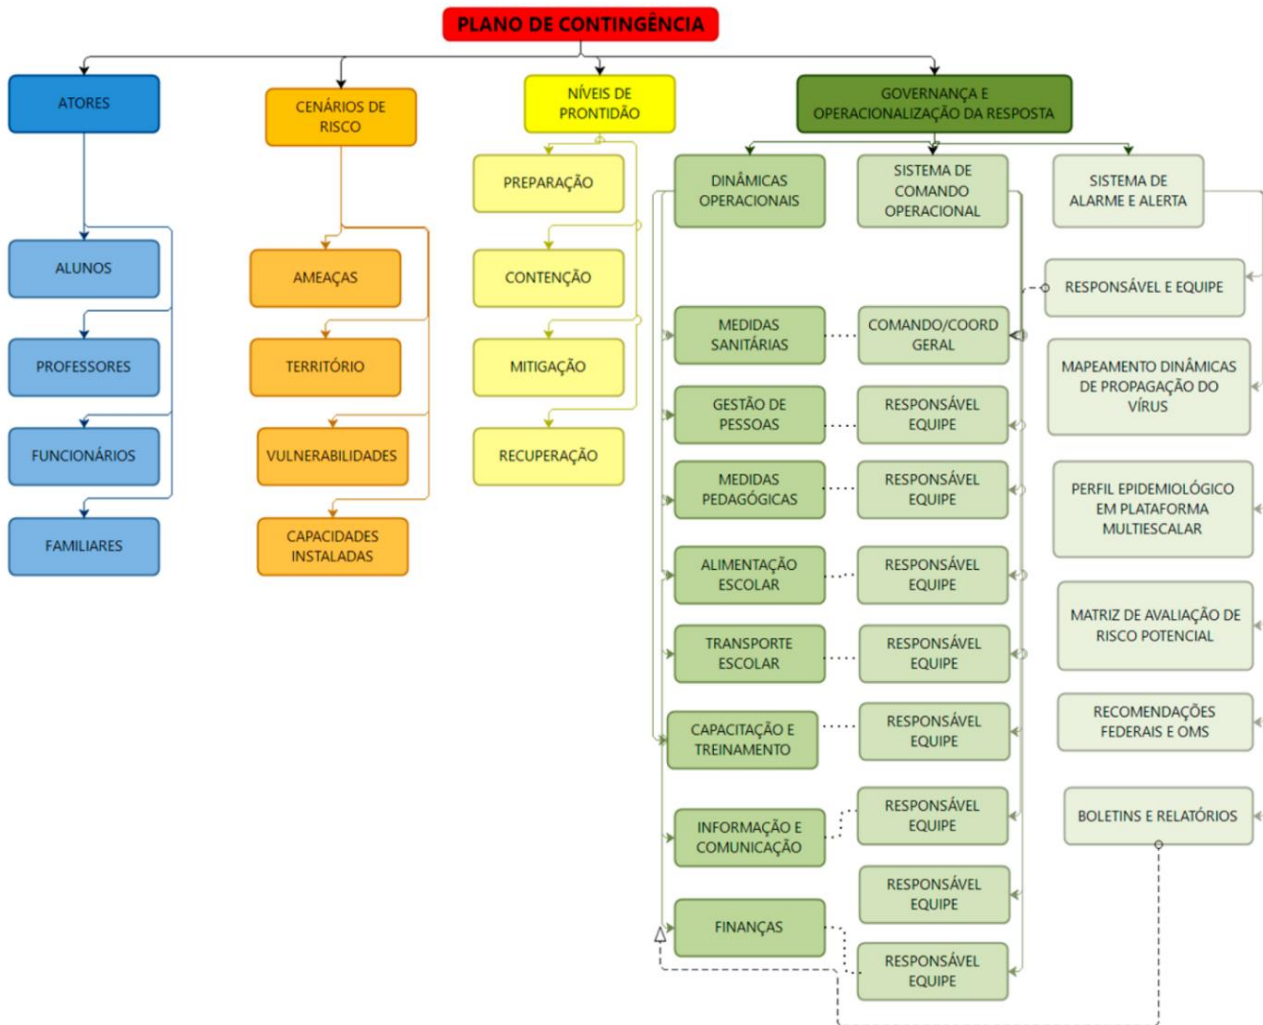 PLANO DE CONTINGÊNCIA
ATORES
ALUNOS
PROFESSORES
FUNCIONÁRIOS
FAMILIARES
CENÁRIOS DE
RISCO
AMEAÇAS
TERRITÓRIO
VULNERABILIDADES
CAPACIDADES
INSTALADAS
NÍVEIS DE
PRONTIDÃO
PREPARAÇÃO
CONTENÇÃO
MITIGAÇÃO
RECUPERAÇÃO
GOVERNANÇA E
OPERACIONALIZAÇÃO DA RESPOSTA
DINÂMICAS
OPERACIONAIS
MEDIDAS
SANITÁRIAS
GESTÃO DE
PESSOAS
MEDIDAS
PEDAGÓGICAS
ALIMENTAÇÃO
ESCOLAR
TRANSPORTE
ESCOLAR
CAPACITAÇÃO E
TREINAMENTO
INFORMAÇÃO E
COMUNICAÇÃO
FINANÇAS
SISTEMA DE
COMANDO
OPERACIONAL
COMANDO/COORD
GERAL
RESPONSÁVEL
EQUIPE
RESPONSÁVEL
EQUIPE
RESPONSÁVEL
EQUIPE
RESPONSÁVEL
EQUIPE
RESPONSÁVEL
EQUIPE
RESPONSÁVEL
EQUIPE
RESPONSÁVEL
EQUIPE
RESPONSÁVEL
EQUIPE
SISTEMA DE
ALARME E ALERTA
RESPONSÁVEL E EQUIPE
MAPEAMENTO DINÂMICAS
DE PROPAGAÇÃO DO
VÍRUS
PERFIL EPIDEMIOLÓGICO
EM PLATAFORMA
MULTIESCALAR
MATRIZ DE AVALIAÇÃO DE
RISCO POTENCIAL
RECOMENDAÇÕES
FEDERAIS E OMS
BOLETINS E RELATÓRIOS